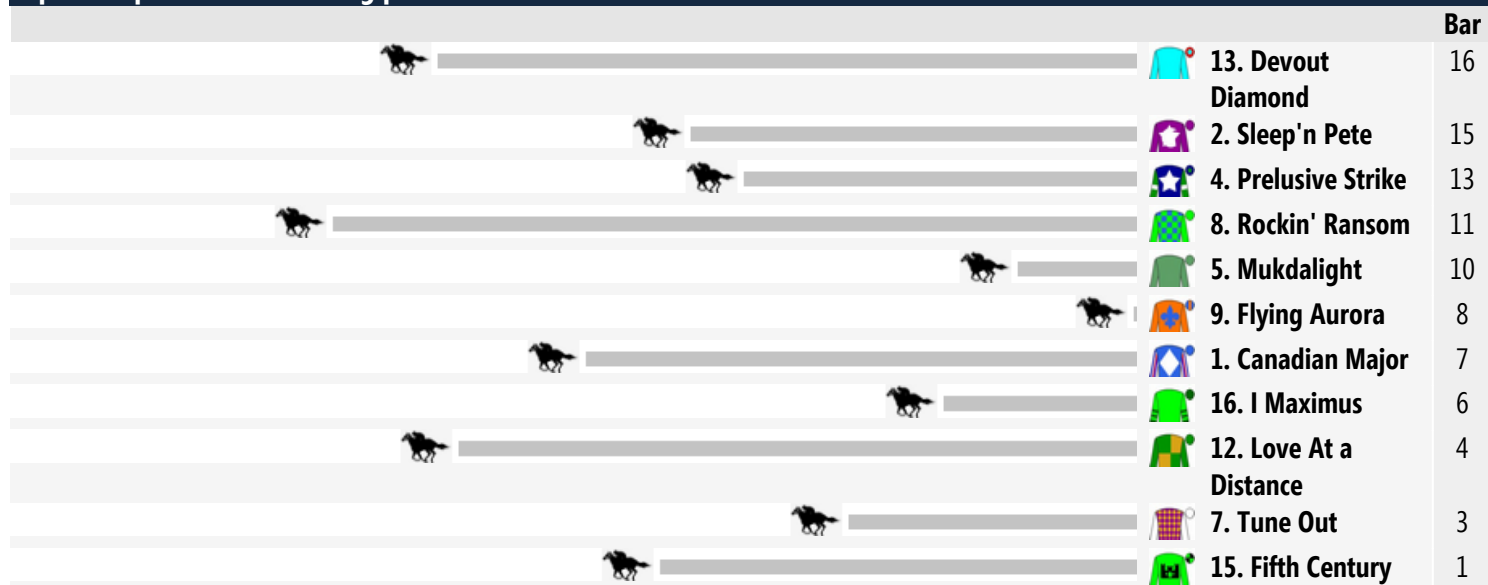 Bar
13. Devout 16
Diamond
2. Sleep'n Pete 15
4. Prelusive Strike 13
8. Rockin' Ransom 11
5. Mukdalight 10
9. Flying Aurora 8
1. Canadian Major 7
16. I Maximus 6
12. Love At a 4
Distance
7. Tune Out 3
15. Fifth Century 1